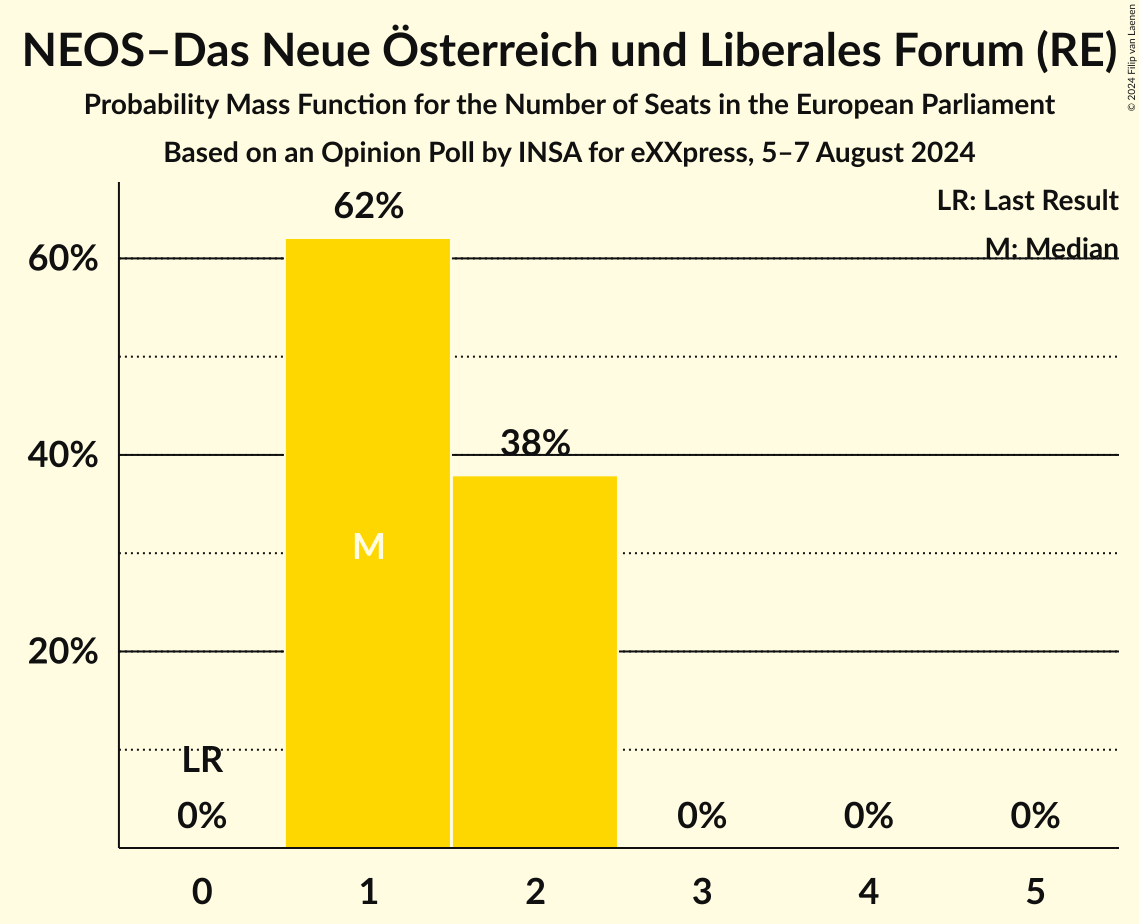 NEOS–Das Neue Österreich und Liberales Forum (RE)
Probability Mass Function for the Number of Seats in the European Parliament
Based on an Opinion Poll by INSA for eXXpress, 5–7 August 2024
© 2024 Filip van Laenen
LR: Last Result
M: Median
62%
60%
38%
40%
M
20%
LR
0%
0%
0%
0%
0 1 2 3 4 5